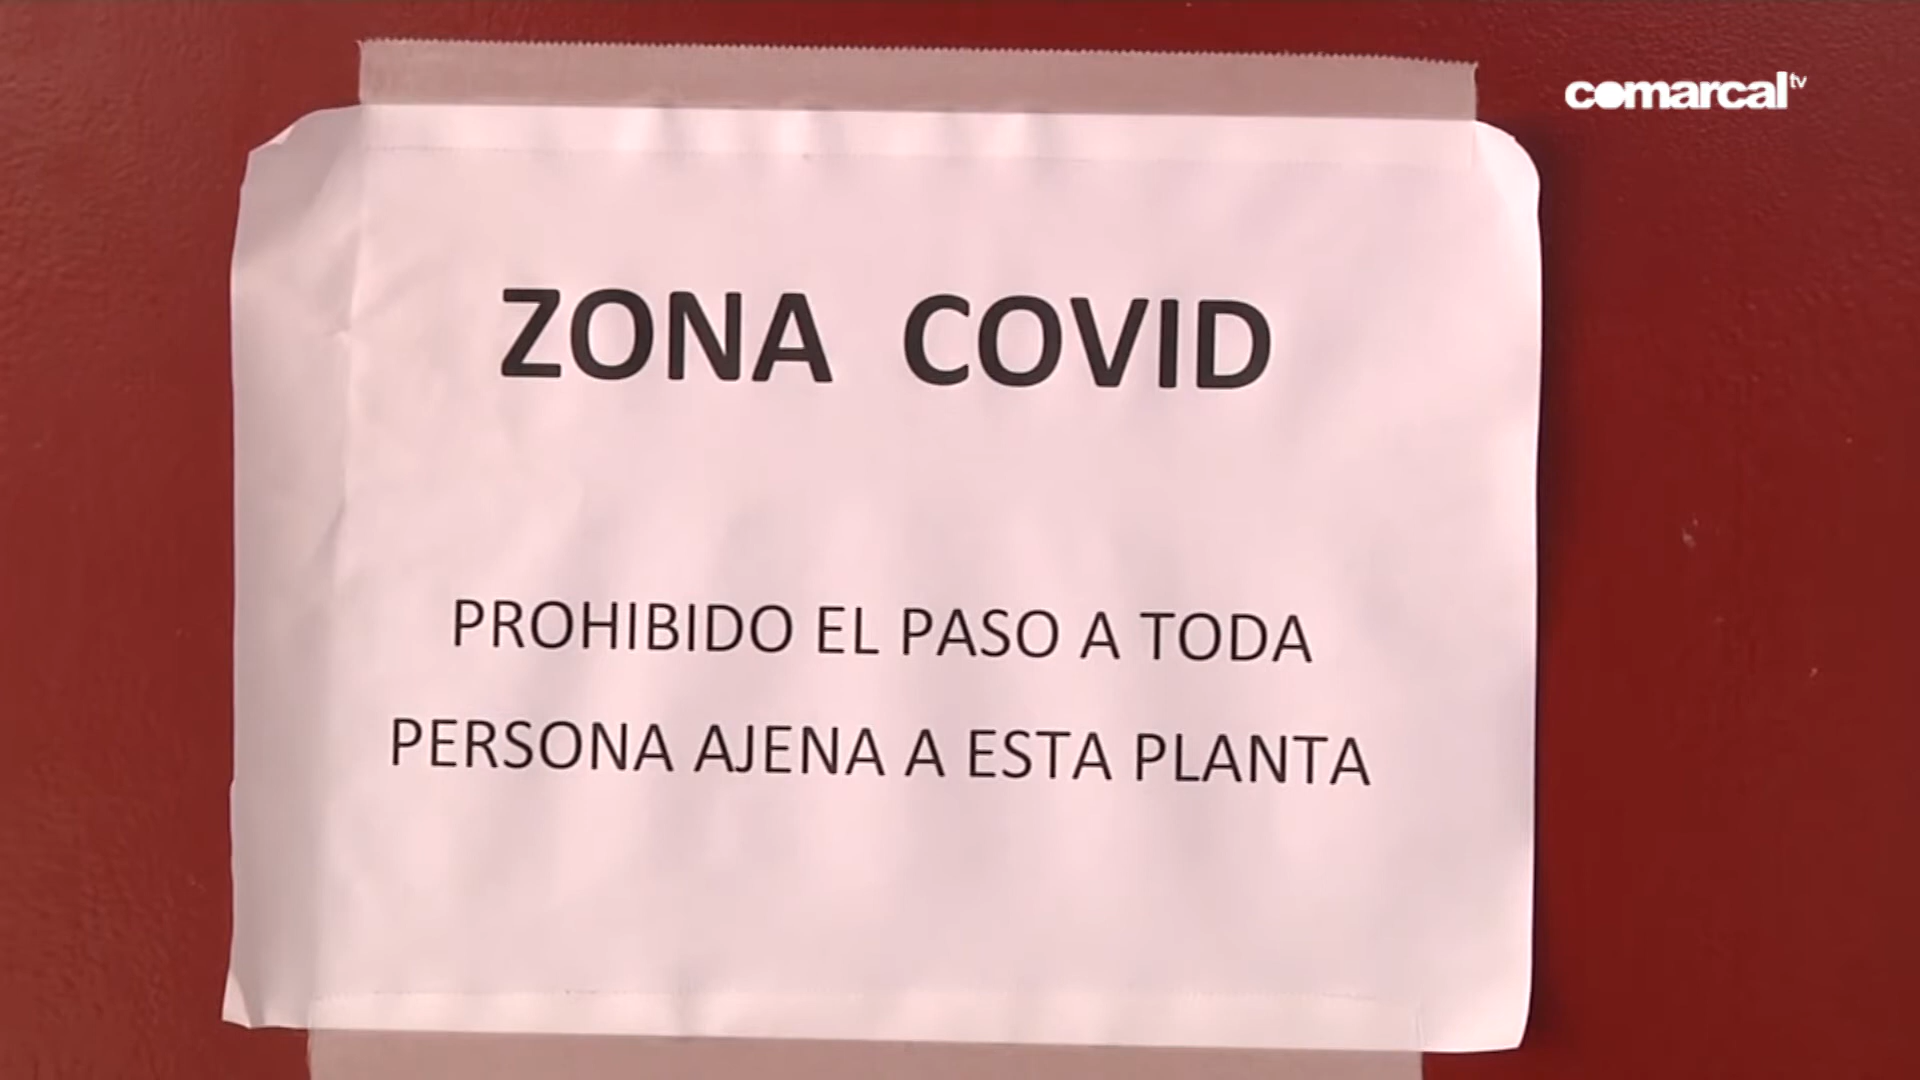 comarcal tv
ZONA COVID
PROHIBIDO EL PASO A TODA
PERSONA AJENA A ESTA PLANTA